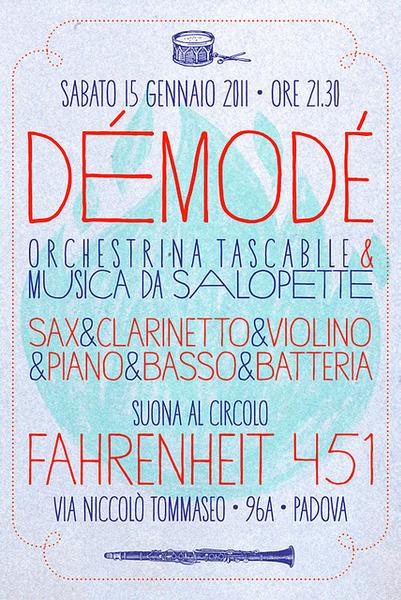 SABATO 15 GENNAIO 2011 • ORE 21.30
DÉMODÉ
ORCHESTRINA TASCABILE &
MUSICA DA SALOPETTE
SAX&CLARINETTO&VIOLINO
&PIANO&BASSO&BATTERIA
SUONA AL CIRCOLO
FAHRENHEIT 451
VIA NICCOLÒ TOMMASEO • 96A • PADOVA